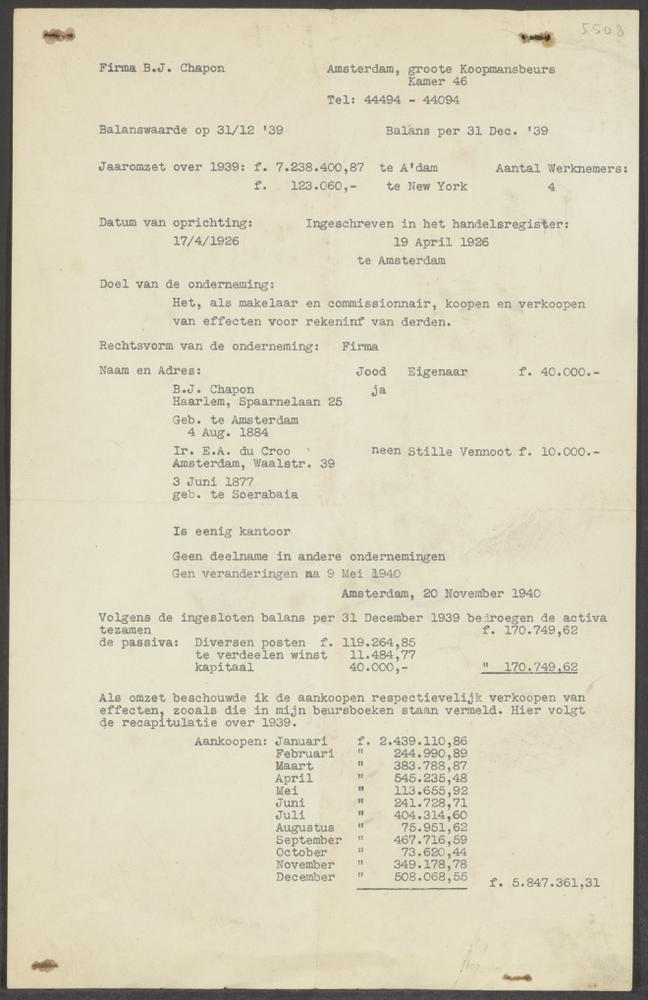 5508
Firma B.J. Chapon Amsterdam, groote Koopmansbeurs
Kamer 46
Tel: 44494 - 44094
Balanswaarde op 31/12 '39 Balans per 31 Dec. '39
Jaaromzet over 1939: f. 7.238.400,87 te A'dam Aantal Werknemers:
f. 123.060,- te New York 4
Datum van oprichting: Ingeschreven in het handelsregister:
17/4/1926 19 April 1926
te Amsterdam
Doel van de onderneming:
Het, als makelaar en commissionnair, koopen en verkoopen
van effecten voor rekeninf van derden.
Rechtsvorm van de onderneming: Firma
Naam en Adres: Jood Eigenaar f. 40.000.-
B.J. Chapon ja
Haarlem, Spaarnelaan 25
Geb. te Amsterdam
4 Aug. 1884
Ir. E.A. du Croo neen Stille Vennoot f. 10.000.-
Amsterdam, Waalstr. 39
3 Juni 1877
geb. te Soerabaia
Is eenig kantoor
Geen deelname in andere ondernemingen
Gen veranderingen na 9 Mei 1940
Amsterdam, 20 November 1940
Volgens de ingesloten balans per 31 December 1939 bedroegen de activa
tezamen f. 170.749,62
de passiva: Diversen posten f. 119.264,85
te verdeelen winst 11.484,77
kapitaal 40.000,- " 170.749,62
Als omzet beschouwde ik de aankoopen respectievelijk verkoopen van
effecten, zooals die in mijn beursboeken staan vermeld. Hier volgt
de recapitulatie over 1939.
Aankoopen: Januari f. 2.439.110,86
Februari " 244.990,89
Maart " 383.788,87
April " 545.235,48
Mei " 113.655,92
Juni " 241.728,71
Juli " 404.314,60
Augustus " 75.951,62
September " 467.716,59
October " 73.620,44
November " 349.178,78
December " 508.068,55 f. 5.847.361,31